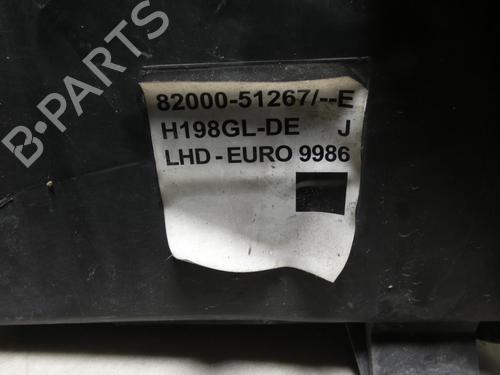 B-PARTS
82000-51267/--E
H198GL-DE J
LHD - EURO 9986